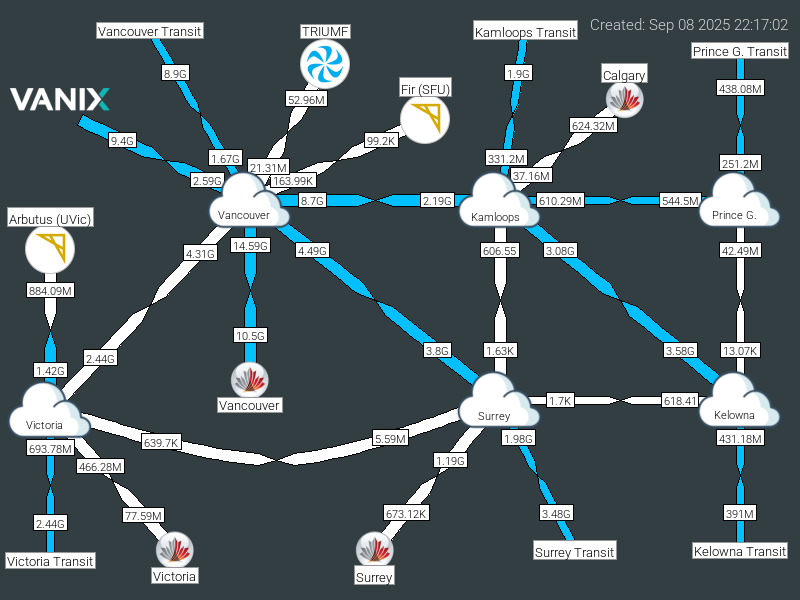 Created: Sep 08 2025 22:17:02
Vancouver Transit
TRIUMF
Kamloops Transit
Prince G. Transit
8.9G
1.9G
Calgary
Fir (SFU)
438.08M
VANIX
52.96M
624.32M
9.4G
99.2K
1.67G
331.2M
251.2M
21.31M
37.16M
2.59G
163.99K
8.7G
2.19G
610.29M
544.5M
Vancouver
Kamloops
Prince G.
Arbutus (UVic)
14.59G
4.49G
606.55
3.08G
42.49M
4.31G
884.09M
10.5G
2.44G
3.8G
1.63K
3.58G
13.07K
1.42G
Vancouver
1.7K
618.41
Victoria
Surrey
Kelowna
639.7K
5.59M
1.98G
431.18M
693.78M
466.28M
1.19G
77.59M
673.12K
3.48G
391M
2.44G
Victoria Transit
Victoria
Surrey
Surrey Transit
Kelowna Transit